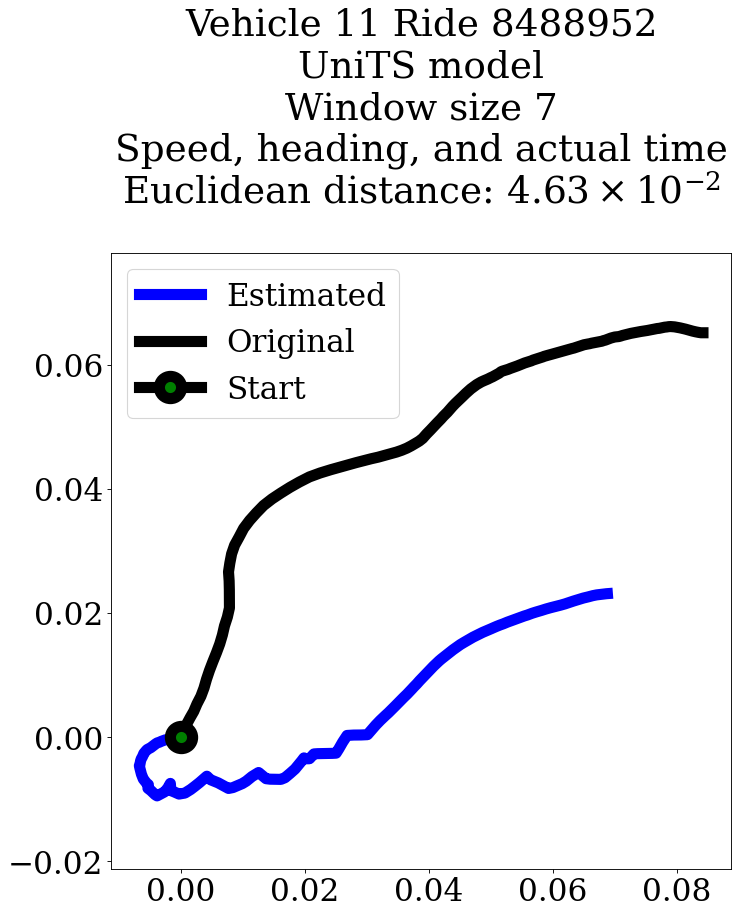 Vehicle 11 Ride 8488952
UniTS model
Window size 7
Speed, heading, and actual time
Euclidean distance: 4.63 × 10⁻²
Estimated
Original
Start
0.06
0.04
0.02
0.00
−0.02
0.00 0.02 0.04 0.06 0.08